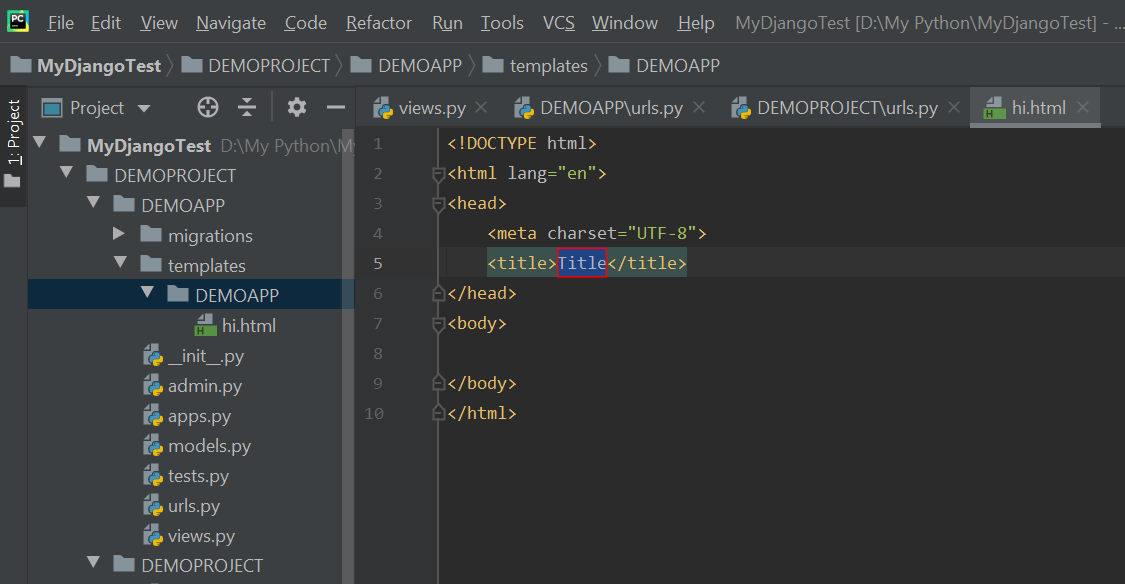 PC File Edit View Navigate Code Refactor Run Tools VCS Window Help MyDjangoTest [D:\My Python\MyDjangoTest] - ...
MyDjangoTest DEMOPROJECT DEMOAPP templates DEMOAPP
1: Project
Project
views.py DEMOAPP\urls.py DEMOPROJECT\urls.py hi.html
MyDjangoTest D:\My Python\M
DEMOPROJECT
DEMOAPP
migrations
templates
DEMOAPP
hi.html
__init__.py
admin.py
apps.py
models.py
tests.py
urls.py
views.py
DEMOPROJECT
1 <!DOCTYPE html>
2 <html lang="en">
3 <head>
4 <meta charset="UTF-8">
5 <title>Title</title>
6 </head>
7 <body>
8
9 </body>
10 </html>